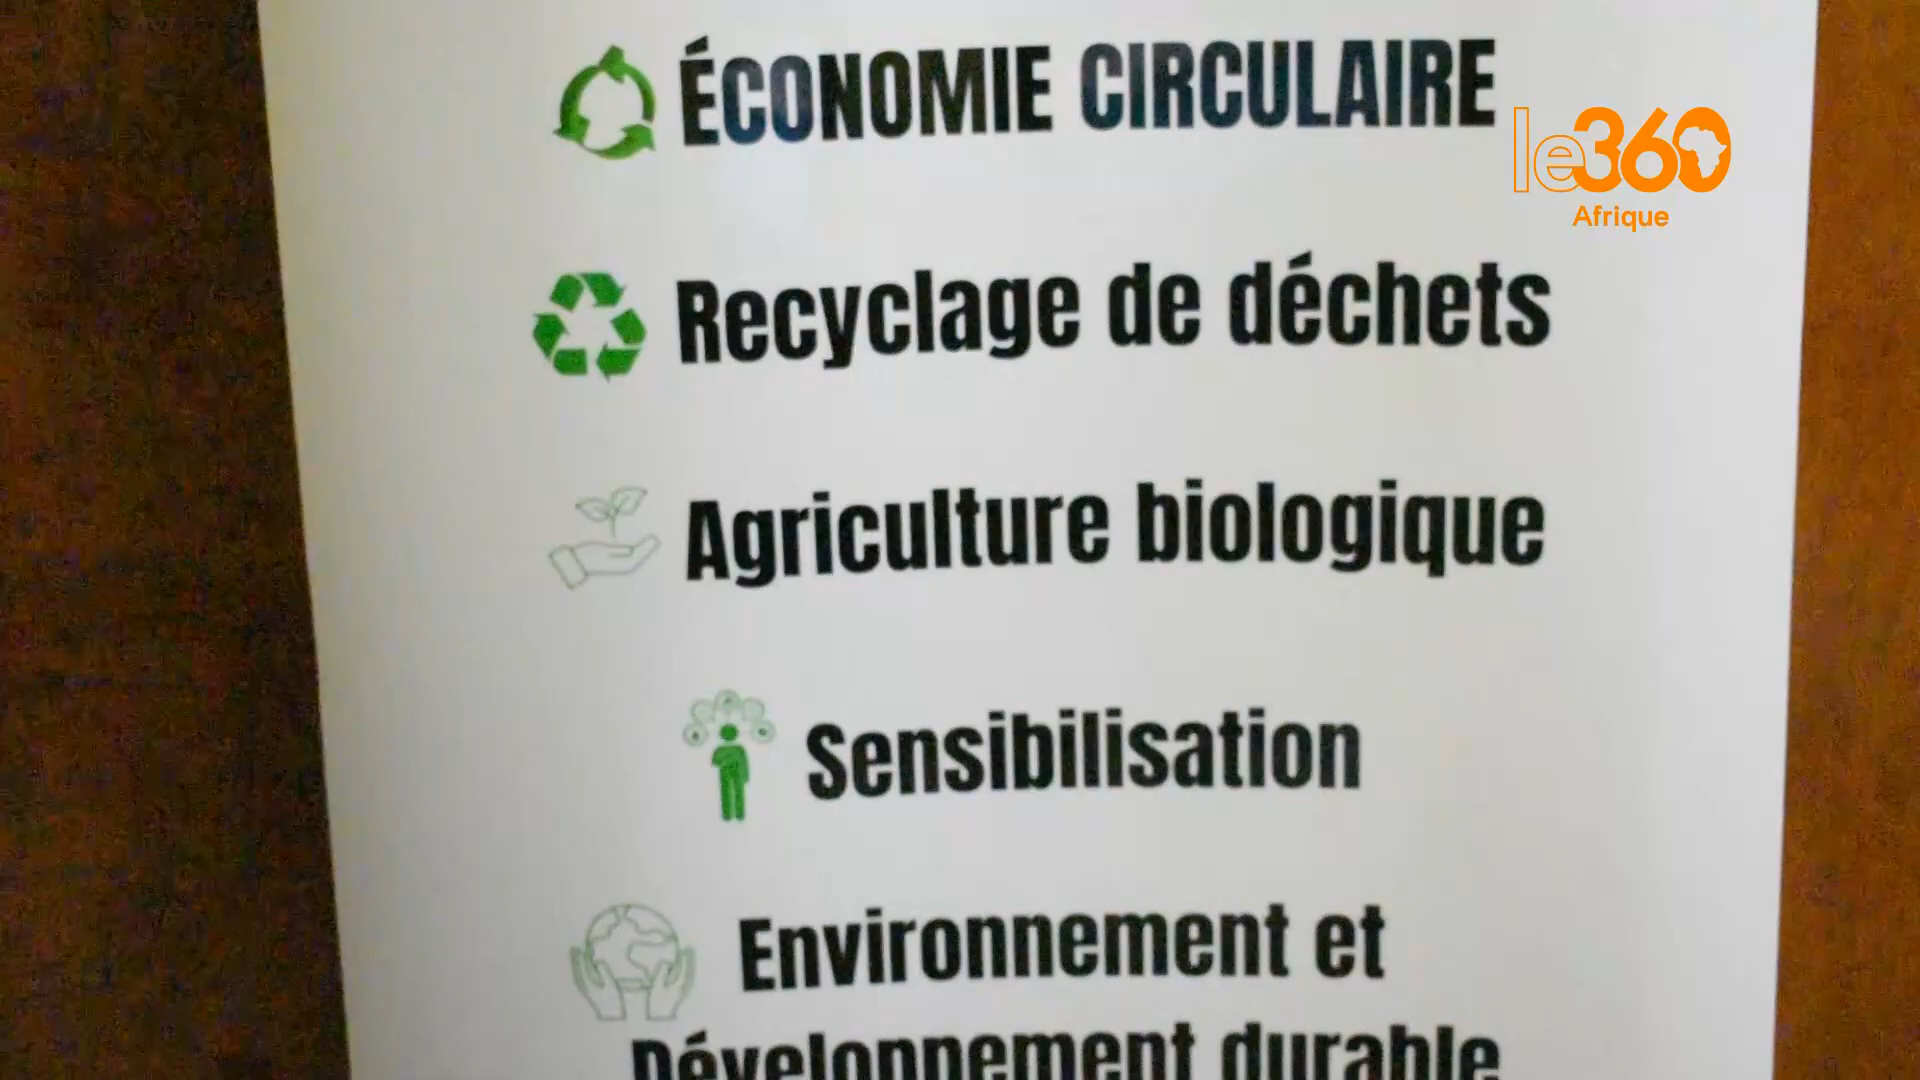 ÉCONOMIE CIRCULAIRE
le360
Afrique
Recyclage de déchets
Agriculture biologique
Sensibilisation
Environnement et
Développement durable